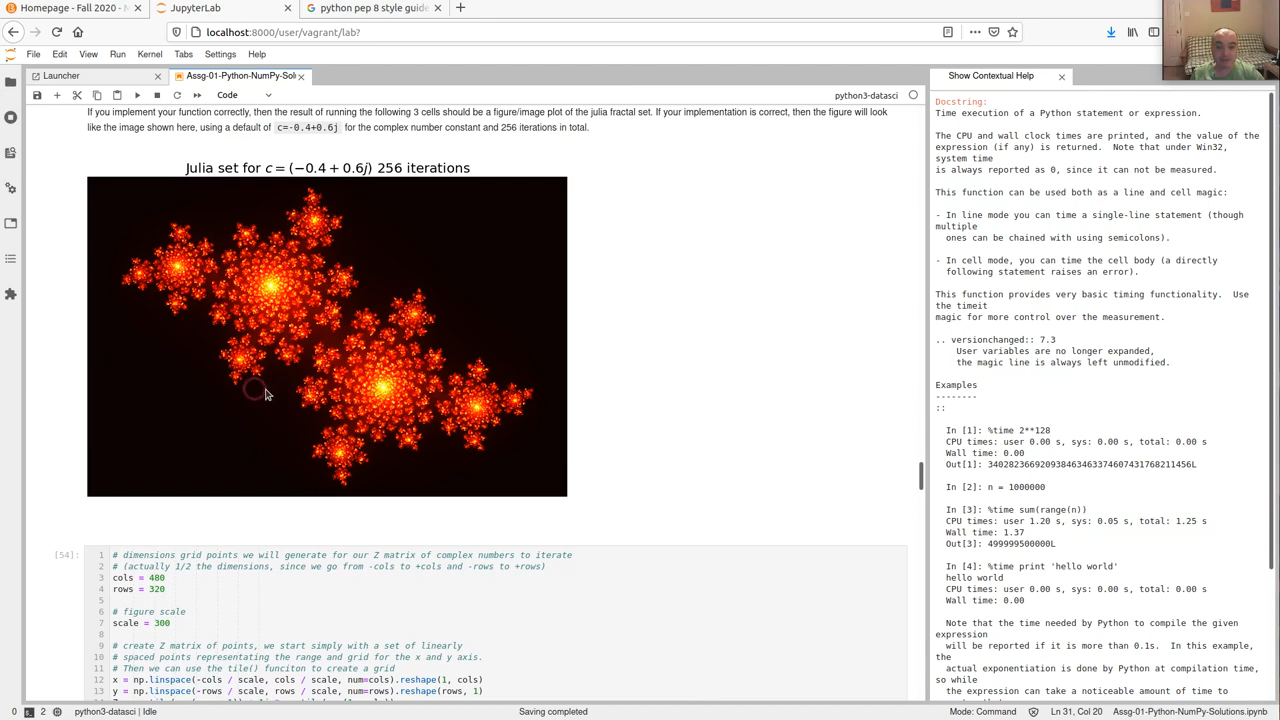 Homepage - Fall 2020 -
JupyterLab
python pep 8 style guide
localhost:8000/user/vagrant/lab?
File Edit View Run Kernel Tabs Settings Help
Launcher
Assg-01-Python-NumPy-Solu
Show Contextual Help
Code
python3-datasci
If you implement your function correctly, then the result of running the following 3 cells should be a figure/image plot of the julia fractal set. If your implementation is correct, then the figure will look
like the image shown here, using a default of c=-0.4+0.6j for the complex number constant and 256 iterations in total.
Julia set for c = (−0.4 + 0.6j) 256 iterations
[54]:
1 # dimensions grid points we will generate for our Z matrix of complex numbers to iterate
2 # (actually 1/2 the dimensions, since we go from -cols to +cols and -rows to +rows)
3 cols = 480
4 rows = 320
5
6 # figure scale
7 scale = 300
8
9 # create Z matrix of points, we start simply with a set of linearly
10 # spaced points representing the range and grid for the x and y axis.
11 # Then we can use the tile() funciton to create a grid
12 x = np.linspace(-cols / scale, cols / scale, num=cols).reshape(1, cols)
13 y = np.linspace(-rows / scale, rows / scale, num=rows).reshape(rows, 1)
Docstring:
Time execution of a Python statement or expression.
The CPU and wall clock times are printed, and the value of the
expression (if any) is returned.  Note that under Win32,
system time
is always reported as 0, since it can not be measured.
This function can be used both as a line and cell magic:
- In line mode you can time a single-line statement (though
multiple
ones can be chained with using semicolons).
- In cell mode, you can time the cell body (a directly
following statement raises an error).
This function provides very basic timing functionality.  Use
the timeit
magic for more control over the measurement.
.. versionchanged:: 7.3
User variables are no longer expanded,
the magic line is always left unmodified.
Examples
--------
::
In [1]: %time 2**128
CPU times: user 0.00 s, sys: 0.00 s, total: 0.00 s
Wall time: 0.00
Out[1]: 340282366920938463463374607431768211456L
In [2]: n = 1000000
In [3]: %time sum(range(n))
CPU times: user 1.20 s, sys: 0.05 s, total: 1.25 s
Wall time: 1.37
Out[3]: 499999500000L
In [4]: %time print 'hello world'
hello world
CPU times: user 0.00 s, sys: 0.00 s, total: 0.00 s
Wall time: 0.00
Note that the time needed by Python to compile the given
expression
will be reported if it is more than 0.1s.  In this example,
the
actual exponentiation is done by Python at compilation time,
so while
the expression can take a noticeable amount of time to
0 2 python3-datasci | Idle
Saving completed
Mode: Command
Ln 31, Col 20
Assg-01-Python-NumPy-Solutions.ipynb